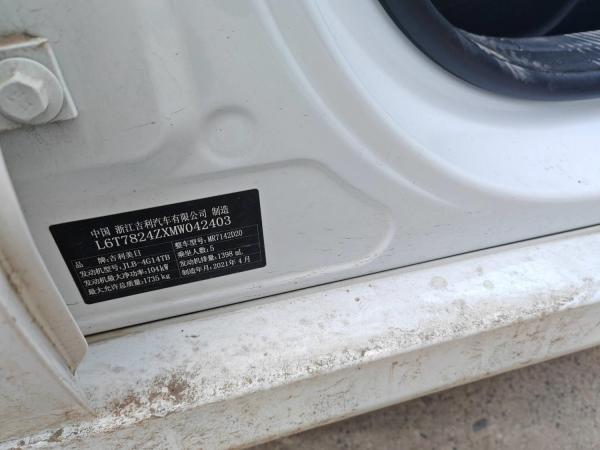 中国 浙江吉利汽车有限公司 制造
L6T7824ZXMW042403
品 牌:吉利美日 整车型号:MR7142D20
发动机型号:JLB-4G14TB 乘坐人数:5
发动机最大净功率:104kW 发动机排量:1398 mL
最大允许总质量:1735 kg 制造年月:2021年4月